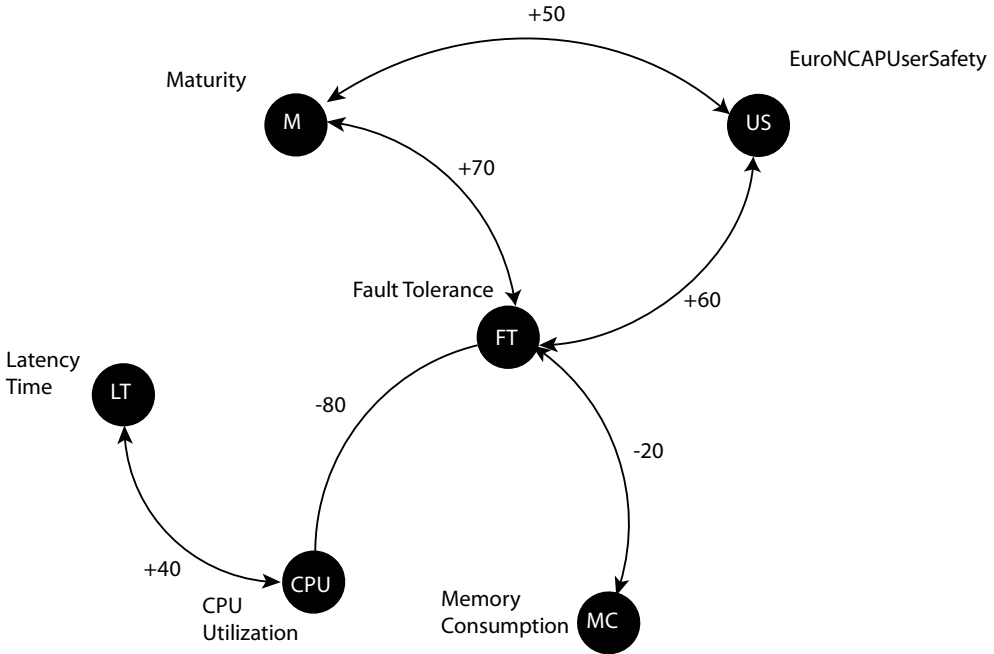 +50
EuroNCAPUserSafety
Maturity
M
US
+70
Fault Tolerance
+60
FT
Latency
Time
LT
-80
-20
+40
CPU
CPU
Utilization
Memory
Consumption
MC